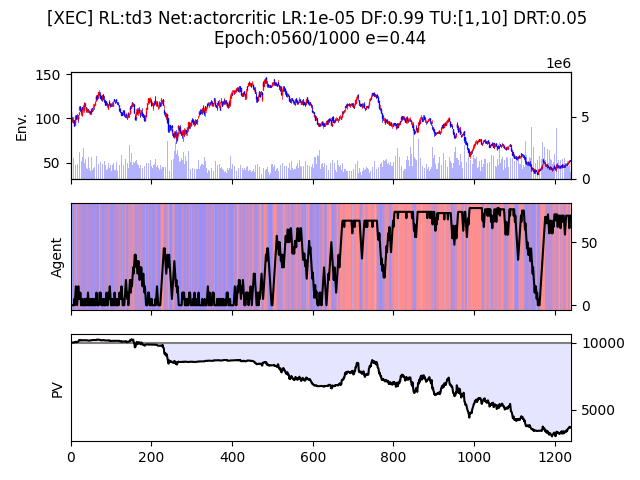 [XEC] RL:td3 Net:actorcritic LR:1e-05 DF:0.99 TU:[1,10] DRT:0.05
Epoch:0560/1000 e=0.44
1e6
150
100
50
Env.
5
0
Agent
50
0
PV
10000
5000
0 200 400 600 800 1000 1200